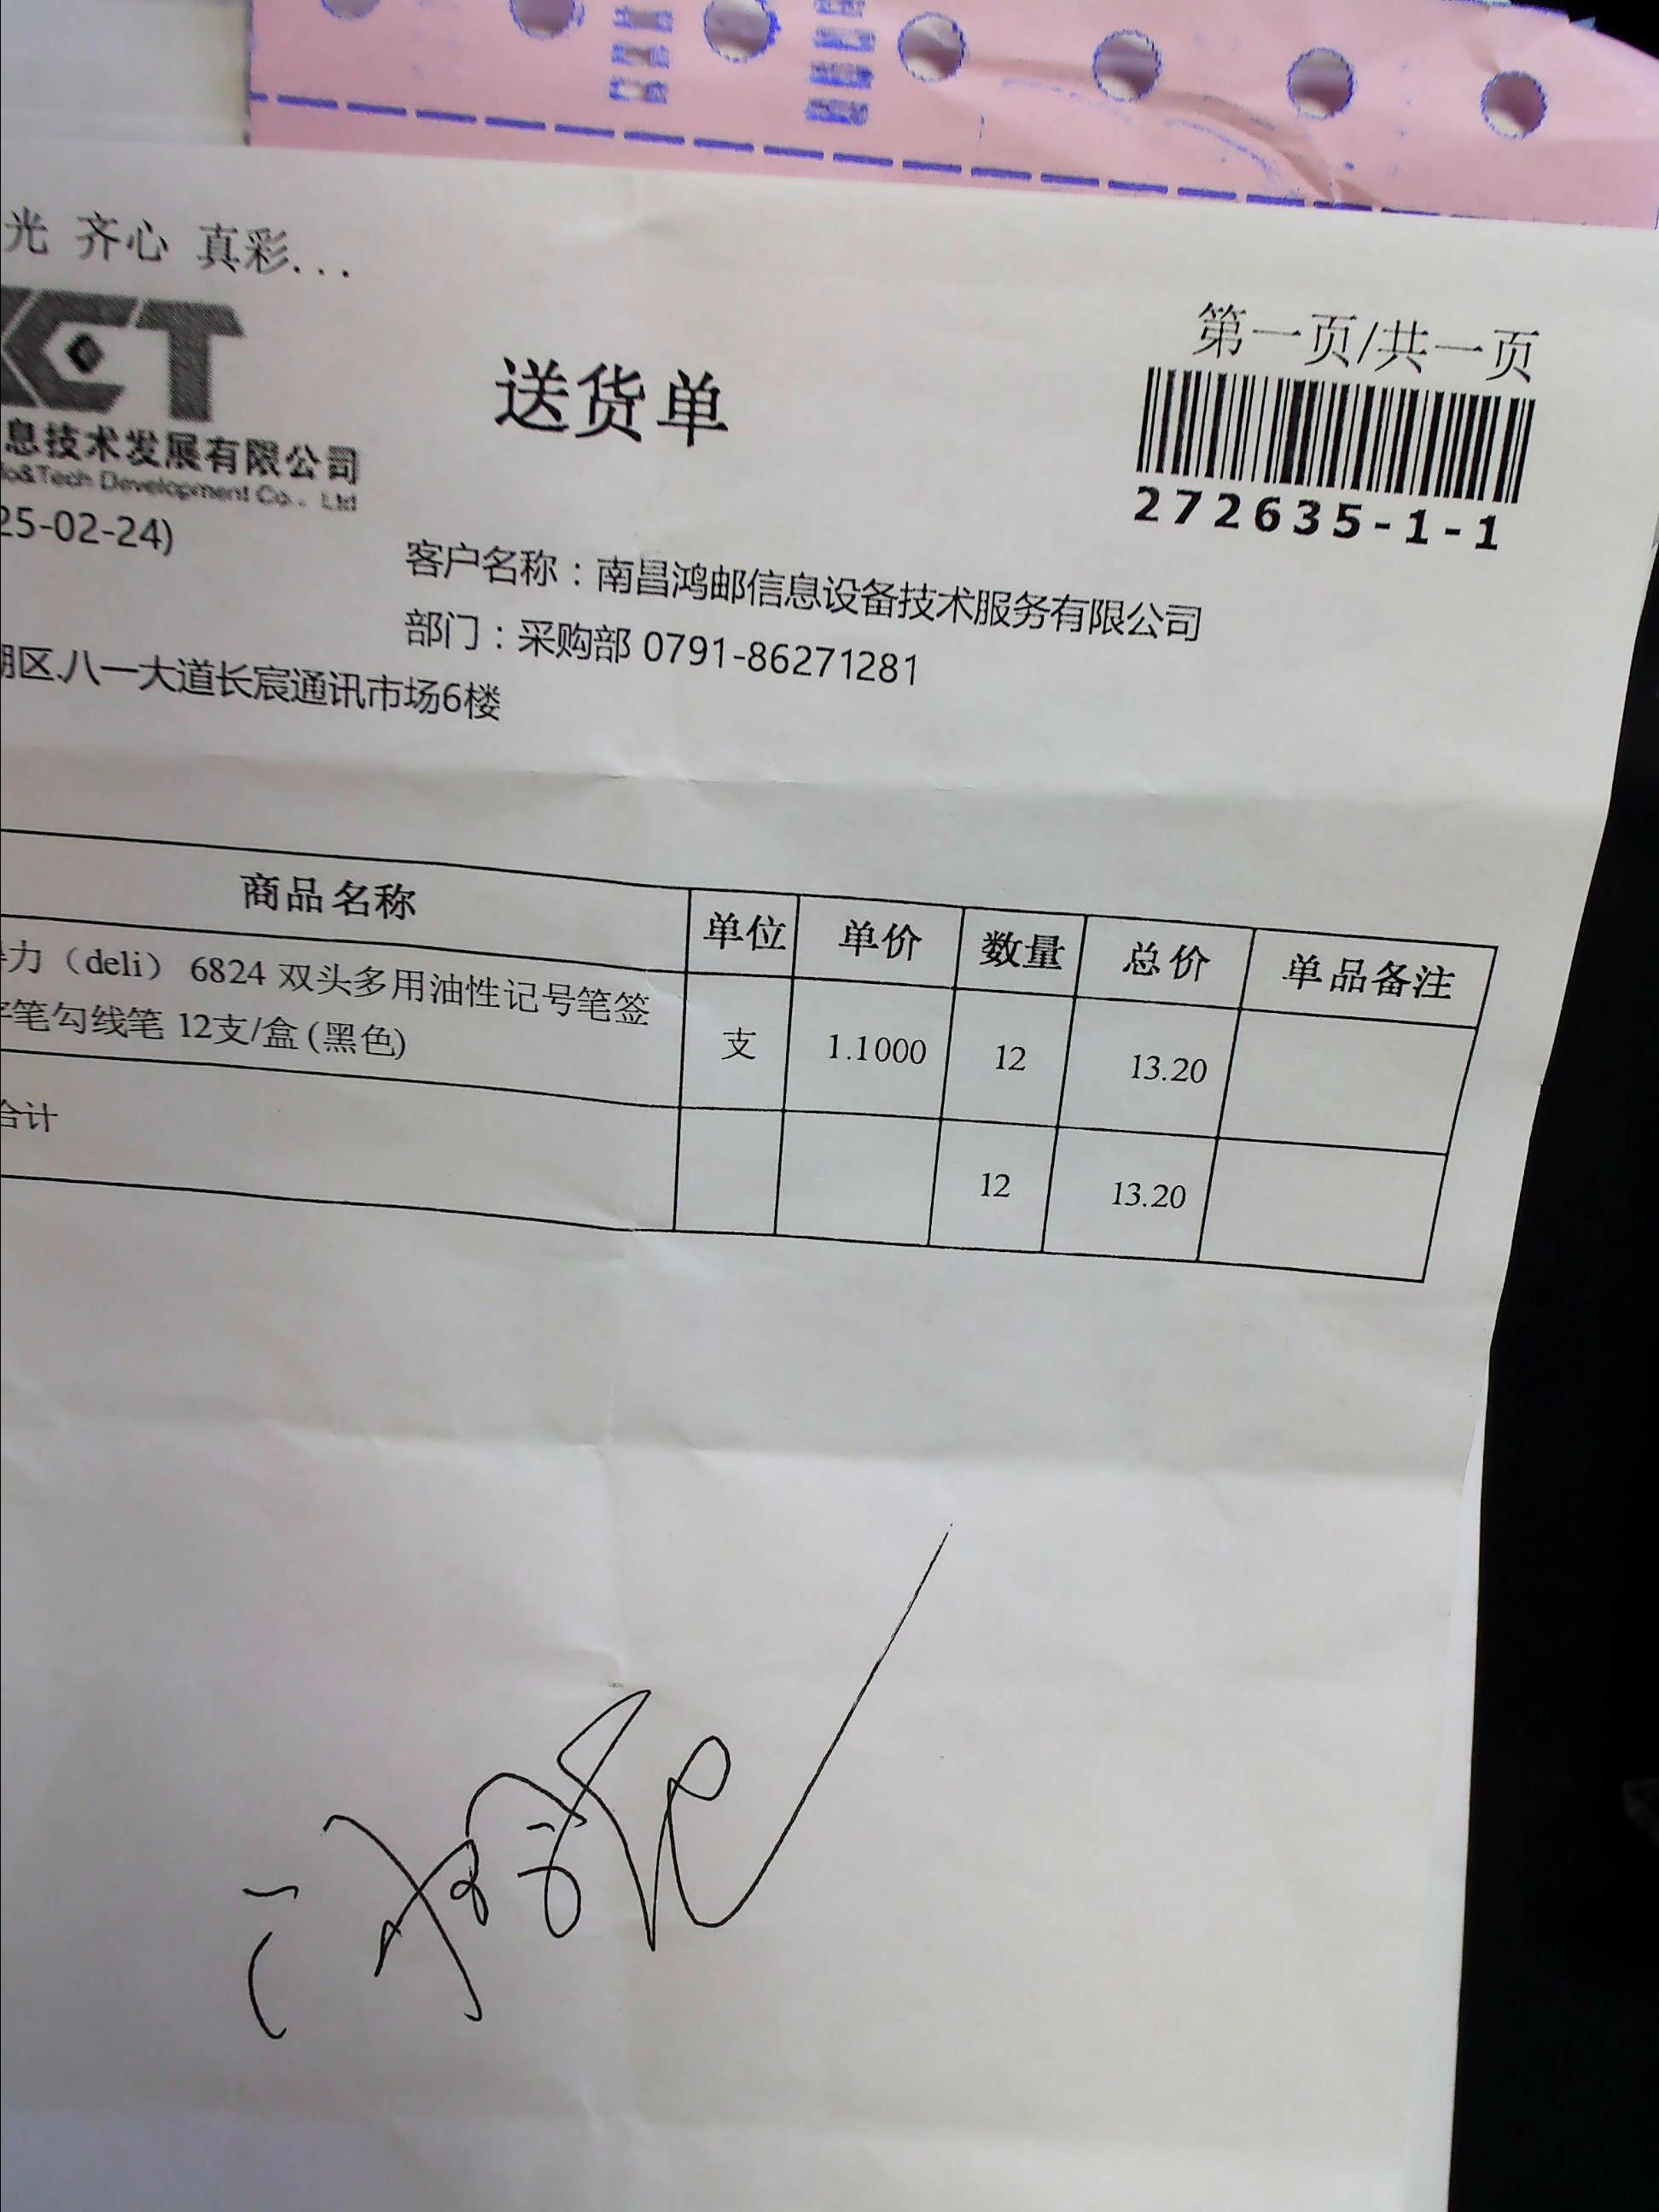 光 齐心 真彩...
第一页/共一页
CT
送货单
272635-1-1
息技术发展有限公司
fo&Tech Development Co., Ltd
25-02-24)
客户名称：南昌鸿邮信息设备技术服务有限公司
部门：采购部 0791-86271281
湖区.八一大道长宸通讯市场6楼
商品名称 单位 单价 数量 总价 单品备注
得力（deli） 6824 双头多用油性记号笔签
字笔勾线笔 12支/盒 (黑色) 支 1.1000 12 13.20
合计 12 13.20